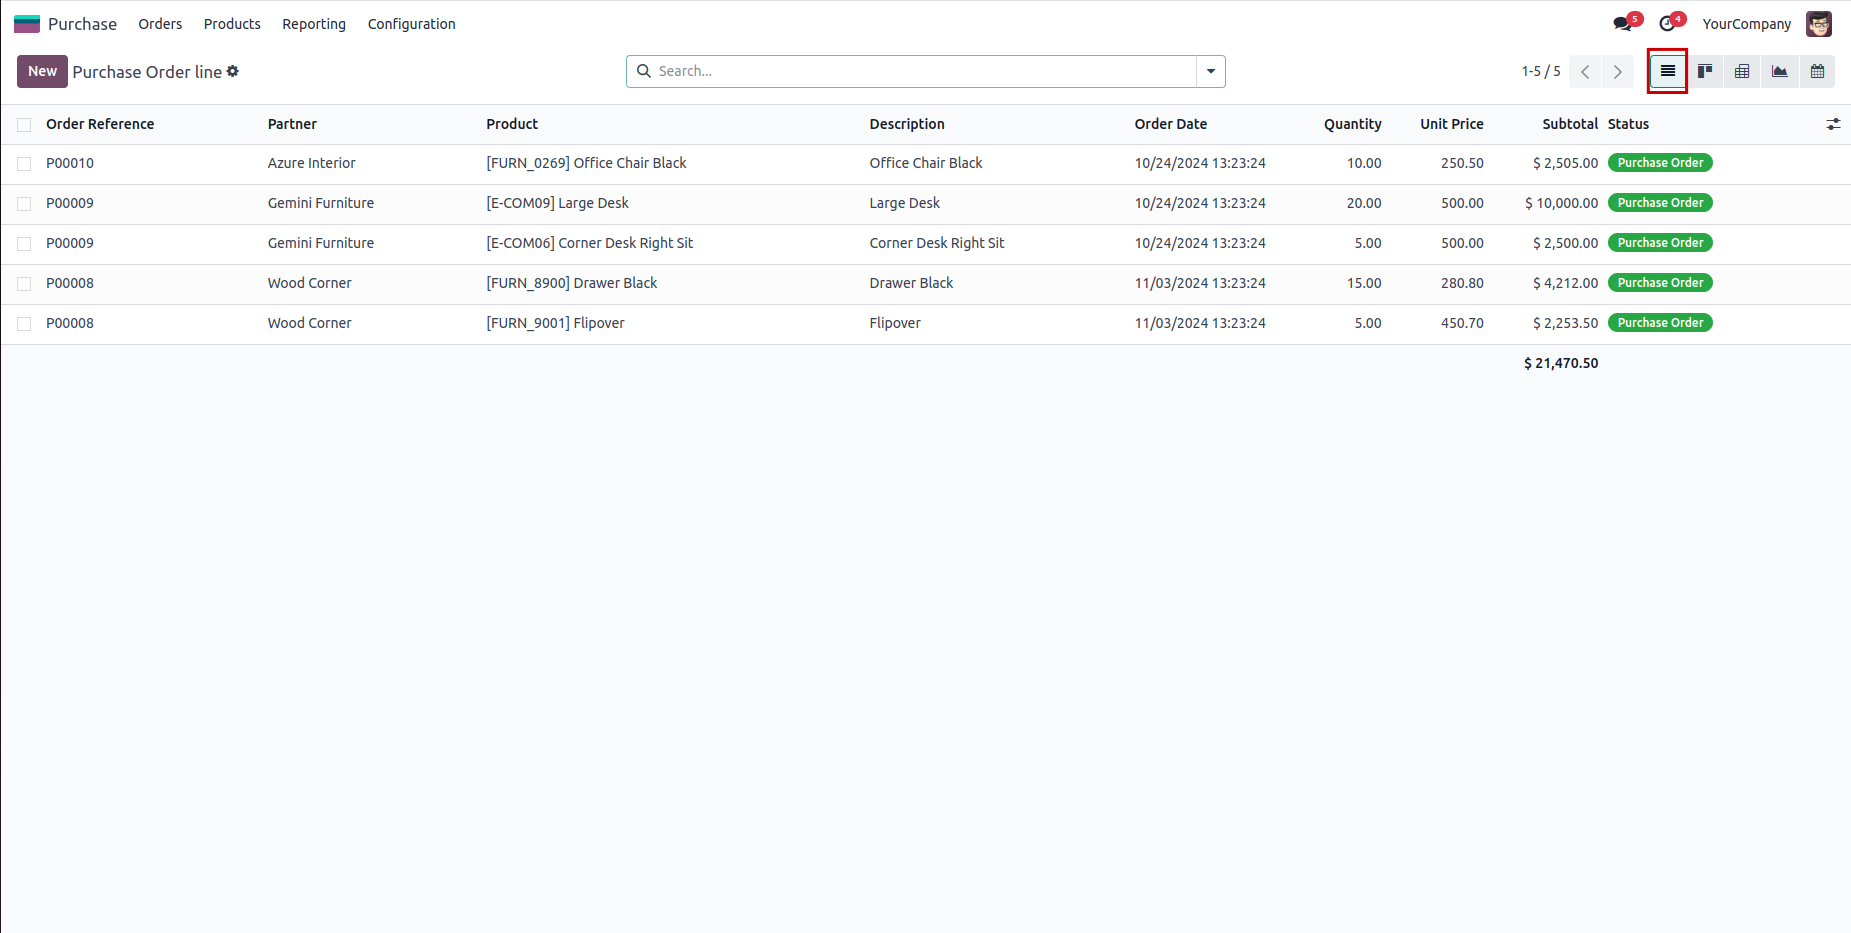 Purchase Orders Products Reporting Configuration 5 4 YourCompany
New Purchase Order line Search... 1-5 / 5
Order Reference Partner Product Description Order Date Quantity Unit Price Subtotal Status
P00010 Azure Interior [FURN_0269] Office Chair Black Office Chair Black 10/24/2024 13:23:24 10.00 250.50 $ 2,505.00 Purchase Order
P00009 Gemini Furniture [E-COM09] Large Desk Large Desk 10/24/2024 13:23:24 20.00 500.00 $ 10,000.00 Purchase Order
P00009 Gemini Furniture [E-COM06] Corner Desk Right Sit Corner Desk Right Sit 10/24/2024 13:23:24 5.00 500.00 $ 2,500.00 Purchase Order
P00008 Wood Corner [FURN_8900] Drawer Black Drawer Black 11/03/2024 13:23:24 15.00 280.80 $ 4,212.00 Purchase Order
P00008 Wood Corner [FURN_9001] Flipover Flipover 11/03/2024 13:23:24 5.00 450.70 $ 2,253.50 Purchase Order
$ 21,470.50